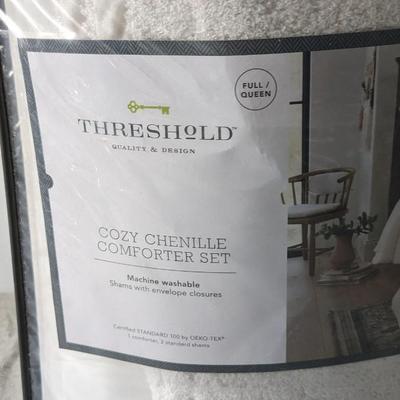 FULL /
QUEEN
THRESHOLD™
QUALITY & DESIGN
COZY CHENILLE
COMFORTER SET
Machine washable
Shams with envelope closures
Certified STANDARD 100 by OEKO-TEX®
1 comforter, 2 standard shams